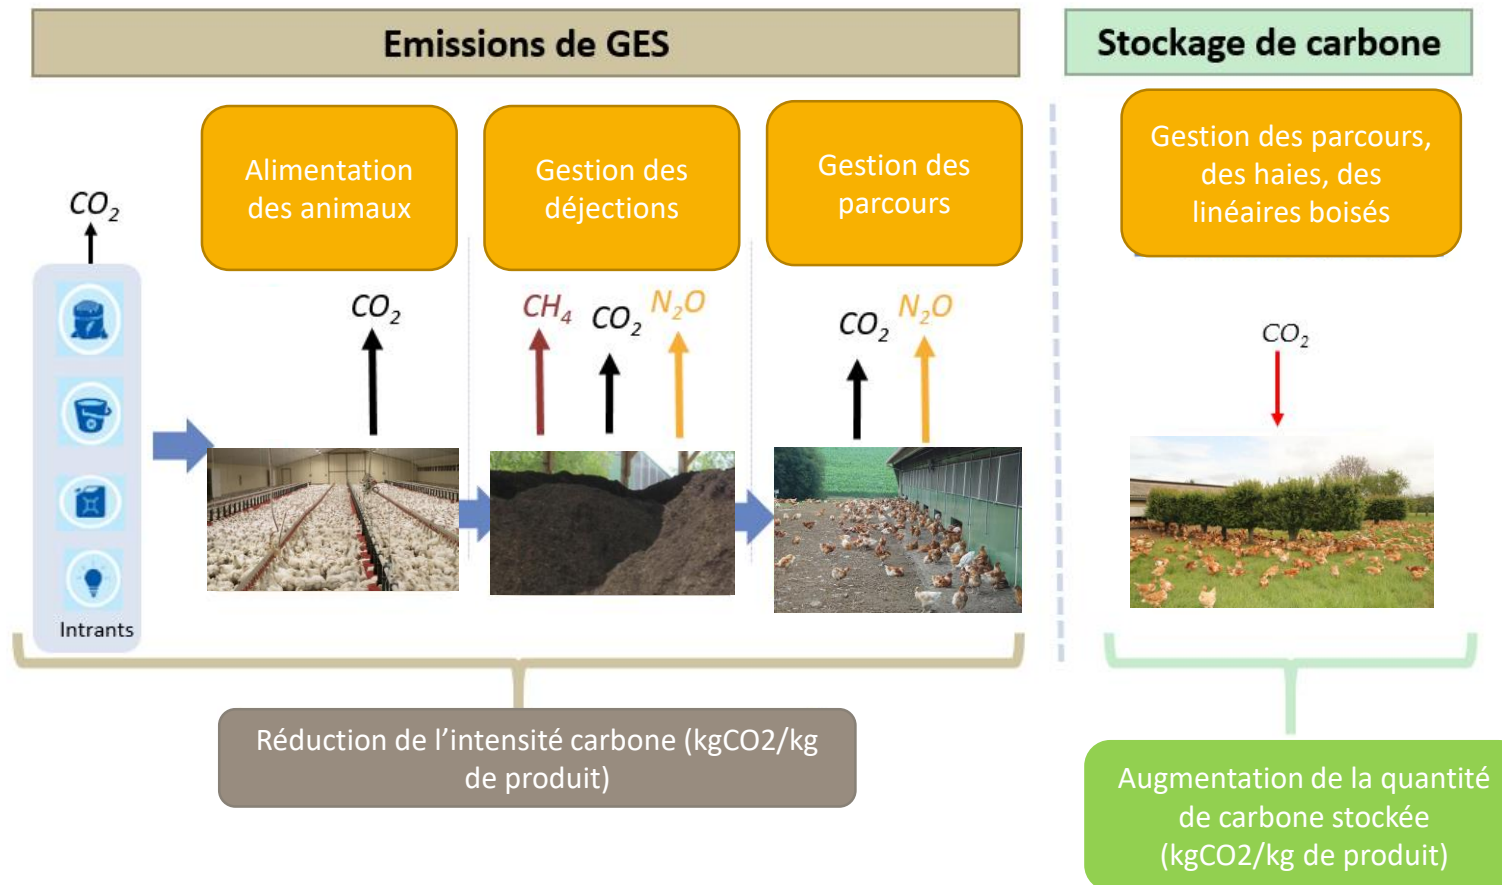 Emissions de GES
Stockage de carbone
Alimentation
des animaux
Gestion des
déjections
Gestion des
parcours
Gestion des parcours,
des haies, des
linéaires boisés
CO₂
CO₂
CH₄
CO₂
N₂O
CO₂
N₂O
CO₂
Intrants
Réduction de l’intensité carbone (kgCO2/kg
de produit)
Augmentation de la quantité
de carbone stockée
(kgCO2/kg de produit)